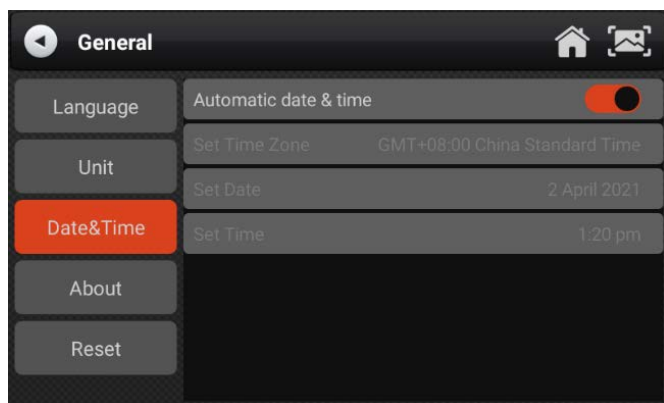 General
Language
Unit
Date&Time
About
Reset
Automatic date & time
Set Time Zone GMT+08:00 China Standard Time
Set Date 2 April 2021
Set Time 1:20 pm